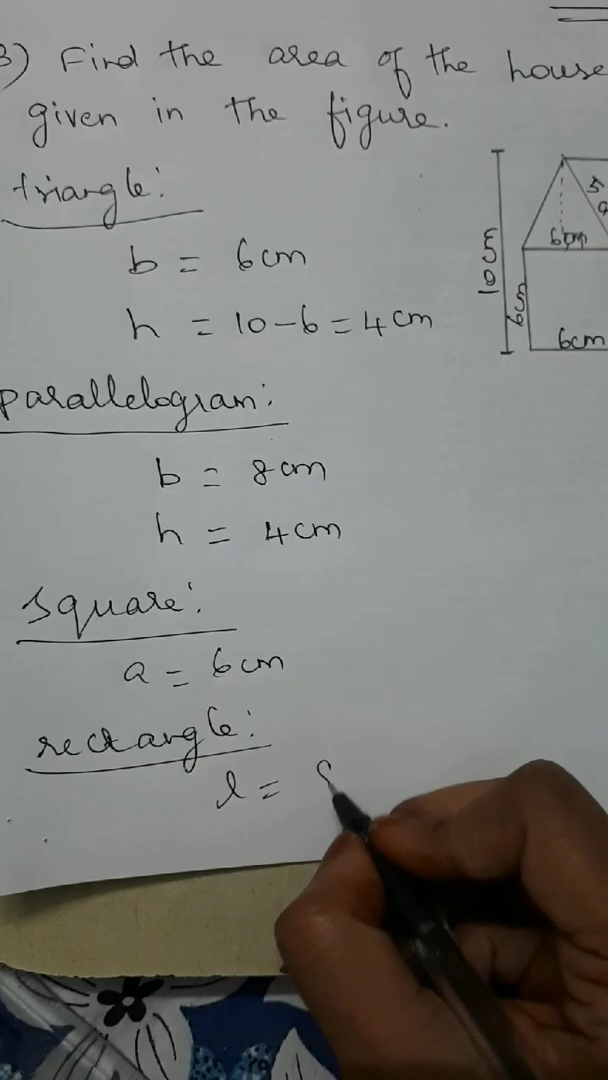 3) Find the area of the house
given in the figure.
triangle:
b = 6cm
h = 10-6=4cm
10cm
5
6cm
6cm
6cm
parallelogram:
b = 8cm
h = 4cm
square:
a = 6cm
rectangle:
l =